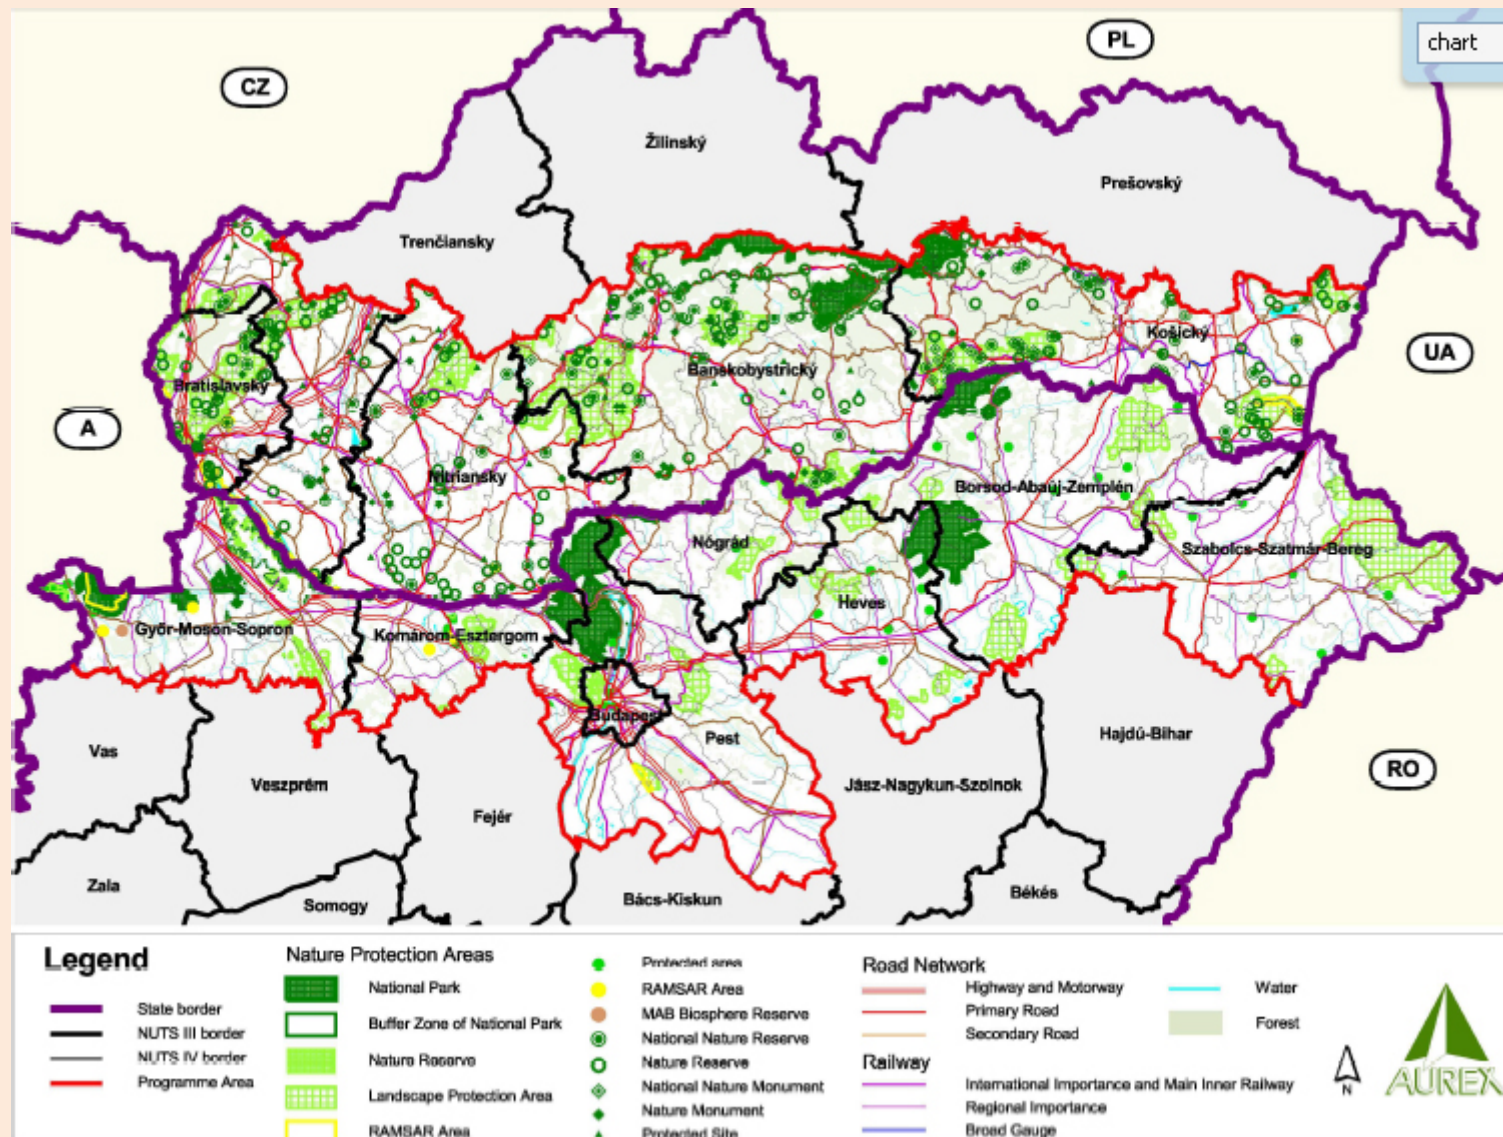 PL
chart
CZ
Žilinský
Prešovský
Trenčiansky
Košický
UA
Banskobystrický
Bratislavský
A
Nitriansky
Borsod-Abaúj-Zemplén
Nógrád
Szabolcs-Szatmár-Bereg
Heves
Győr-Moson-Sopron
Komárom-Esztergom
Budapest
Pest
Hajdú-Bihar
Vas
RO
Veszprém
Jász-Nagykun-Szolnok
Fejér
Zala
Békés
Bács-Kiskun
Somogy
Legend
State border
NUTS III border
NUTS IV border
Programme Area
Nature Protection Areas
National Park
Buffer Zone of National Park
Nature Reserve
Landscape Protection Area
RAMSAR Area
Protected area
RAMSAR Area
MAB Biosphere Reserve
National Nature Reserve
Nature Reserve
National Nature Monument
Nature Monument
Protected Site
Road Network
Highway and Motorway
Primary Road
Secondary Road
Railway
International Importance and Main Inner Railway
Regional Importance
Broad Gauge
Water
Forest
N
AUREX